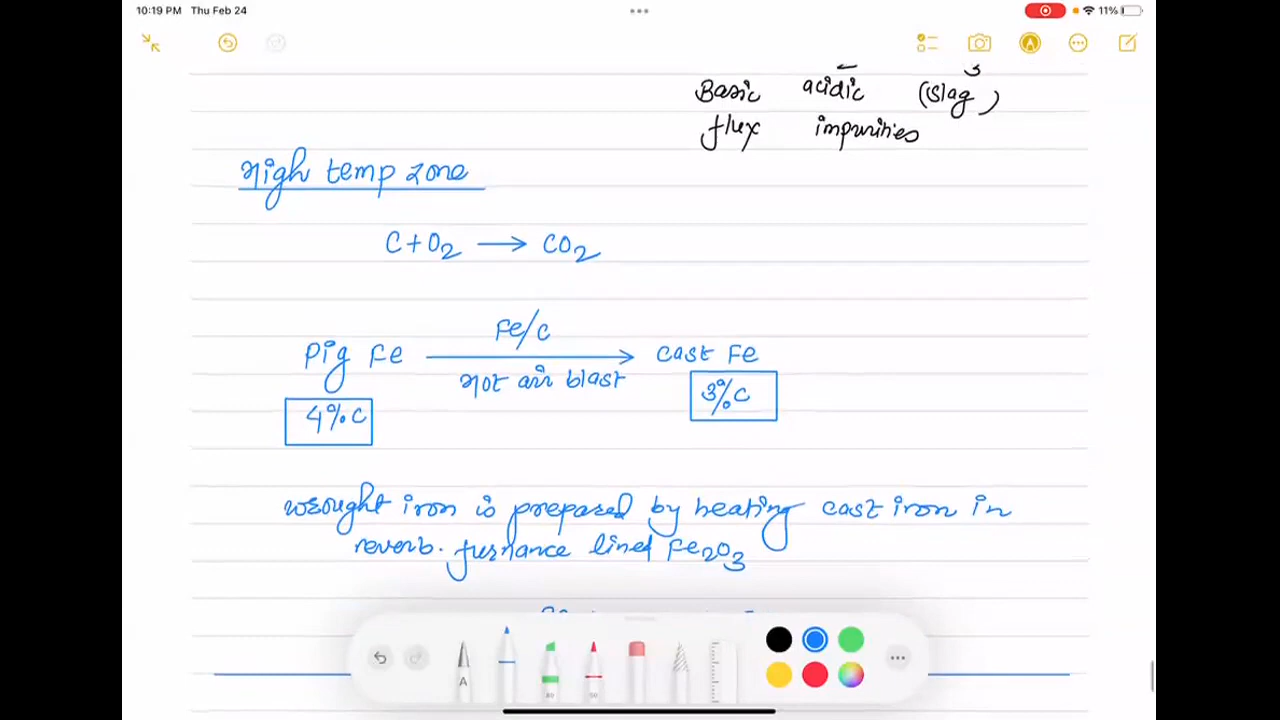 10:19 PM Thu Feb 24
11%
Basic acidic (slag)
flux impurities
High temp zone
C+O2 → CO2
Fe/C
Pig Fe → cast Fe
Hot air blast
4%C
3%C
wrought iron is prepared by heating cast iron in
reverb. furnance lined Fe2O3
A
80
50